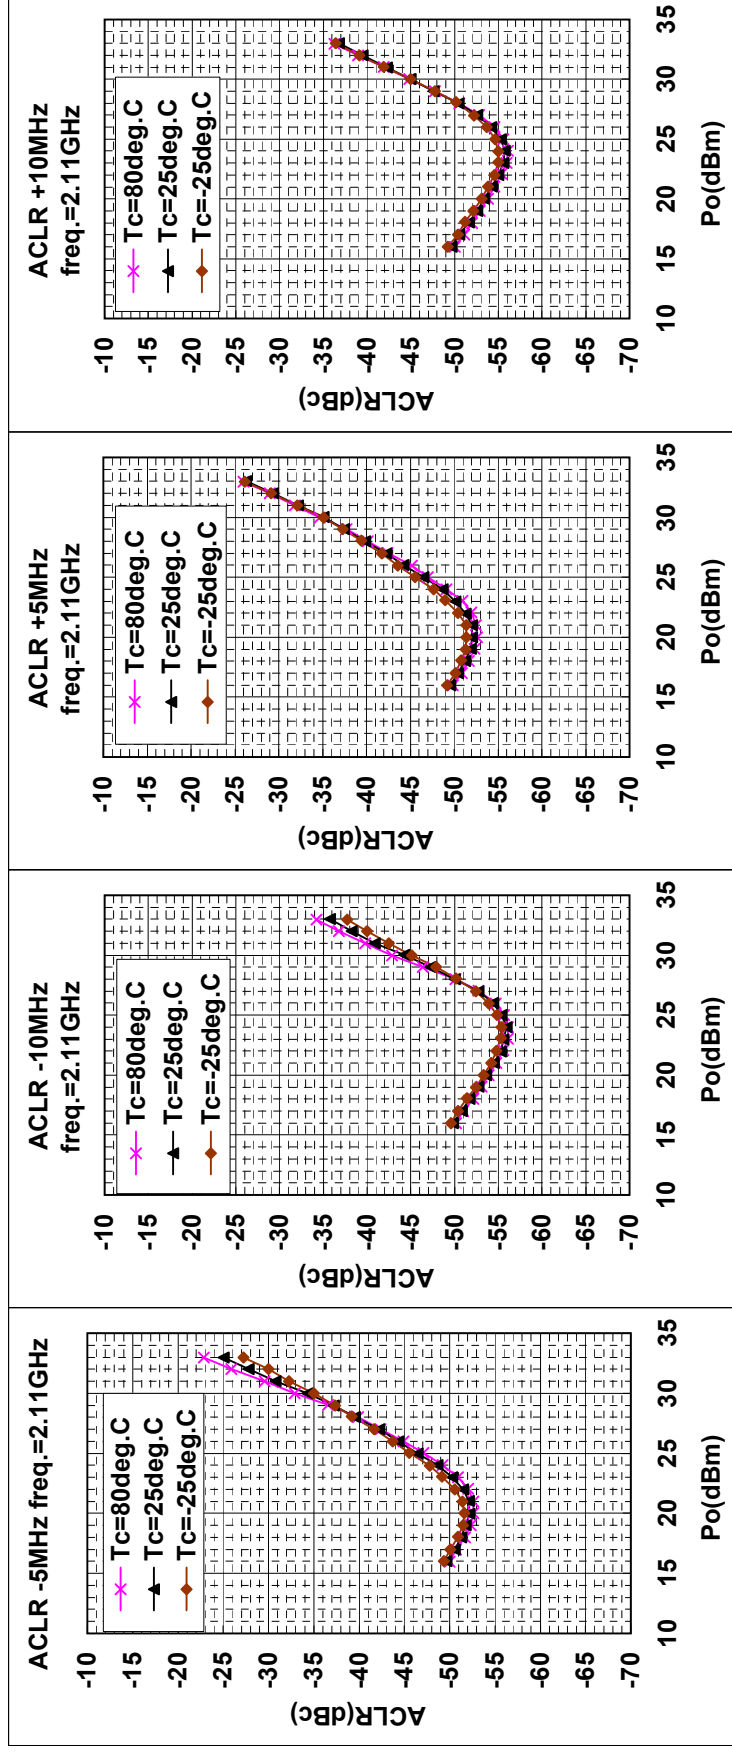 ACLR -5MHz freq.=2.11GHz
-10
-15
-20
-25
-30
-35
-40
-45
-50
-55
-60
-65
-70
10
15
20
25
30
35
Po(dBm)
ACLR(dBc)
Tc=80deg.C
Tc=25deg.C
Tc=-25deg.C
ACLR -10MHz
freq.=2.11GHz
-10
-15
-20
-25
-30
-35
-40
-45
-50
-55
-60
-65
-70
10
15
20
25
30
35
Po(dBm)
ACLR(dBc)
Tc=80deg.C
Tc=25deg.C
Tc=-25deg.C
ACLR +5MHz
freq.=2.11GHz
-10
-15
-20
-25
-30
-35
-40
-45
-50
-55
-60
-65
-70
10
15
20
25
30
35
Po(dBm)
ACLR(dBc)
Tc=80deg.C
Tc=25deg.C
Tc=-25deg.C
ACLR +10MHz
freq.=2.11GHz
-10
-15
-20
-25
-30
-35
-40
-45
-50
-55
-60
-65
-70
10
15
20
25
30
35
Po(dBm)
ACLR(dBc)
Tc=80deg.C
Tc=25deg.C
Tc=-25deg.C